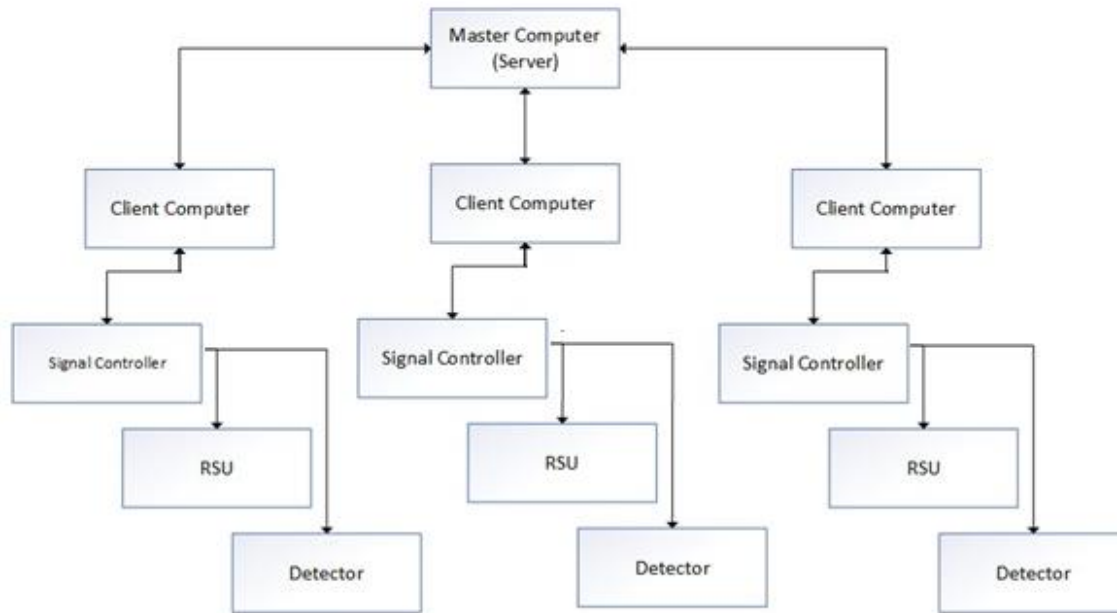 Master Computer
(Server)
Client Computer
Client Computer
Client Computer
Signal Controller
Signal Controller
Signal Controller
RSU
RSU
RSU
Detector
Detector
Detector